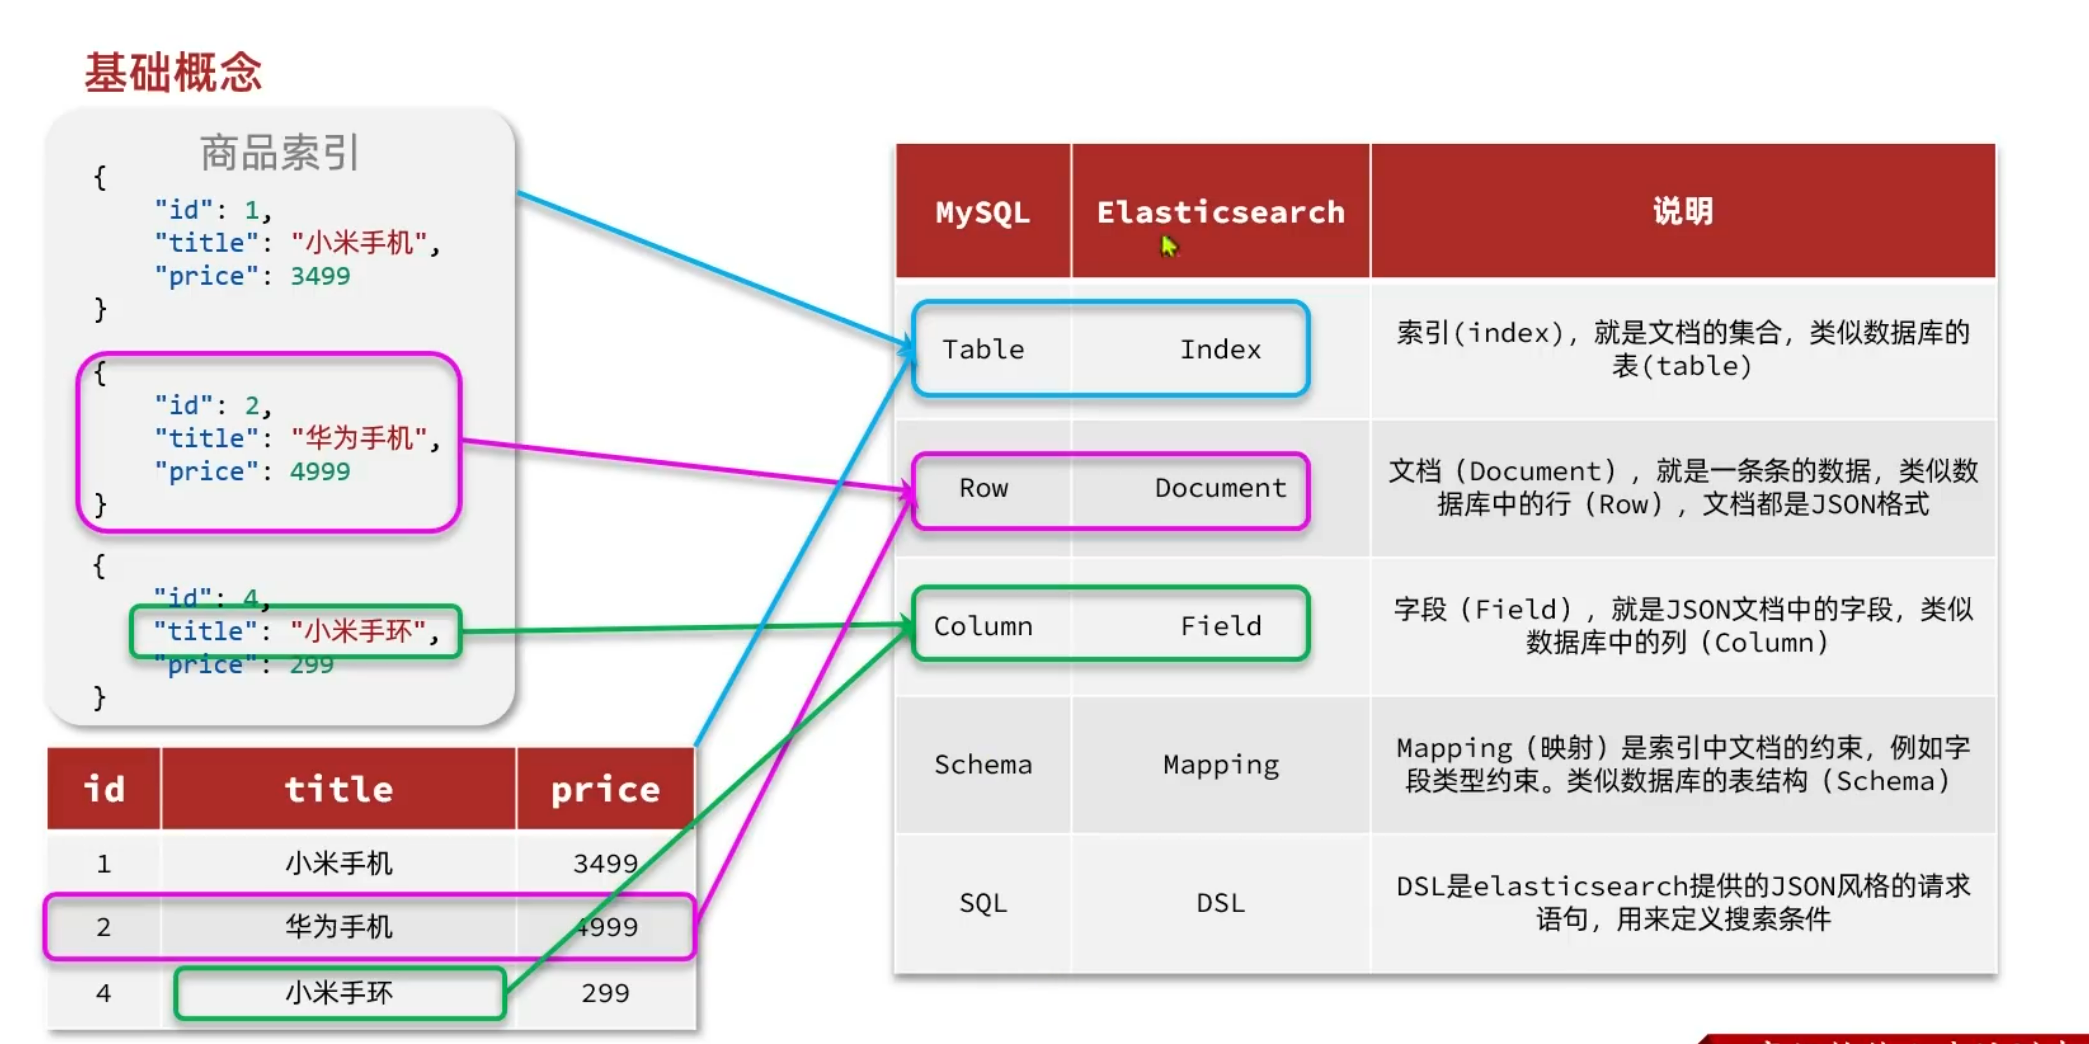 基础概念
商品索引
{
"id": 1,
"title": "小米手机",
"price": 3499
}
{
"id": 2,
"title": "华为手机",
"price": 4999
}
{
"id": 4,
"title": "小米手环",
"price": 299
}
id title price
1 小米手机 3499
2 华为手机 4999
4 小米手环 299
MySQL Elasticsearch 说明
Table Index 索引(index)，就是文档的集合，类似数据库的
表(table)
Row Document 文档（Document），就是一条条的数据，类似数
据库中的行（Row），文档都是JSON格式
Column Field 字段（Field），就是JSON文档中的字段，类似
数据库中的列（Column）
Schema Mapping Mapping（映射）是索引中文档的约束，例如字
段类型约束。类似数据库的表结构（Schema）
SQL DSL DSL是elasticsearch提供的JSON风格的请求
语句，用来定义搜索条件